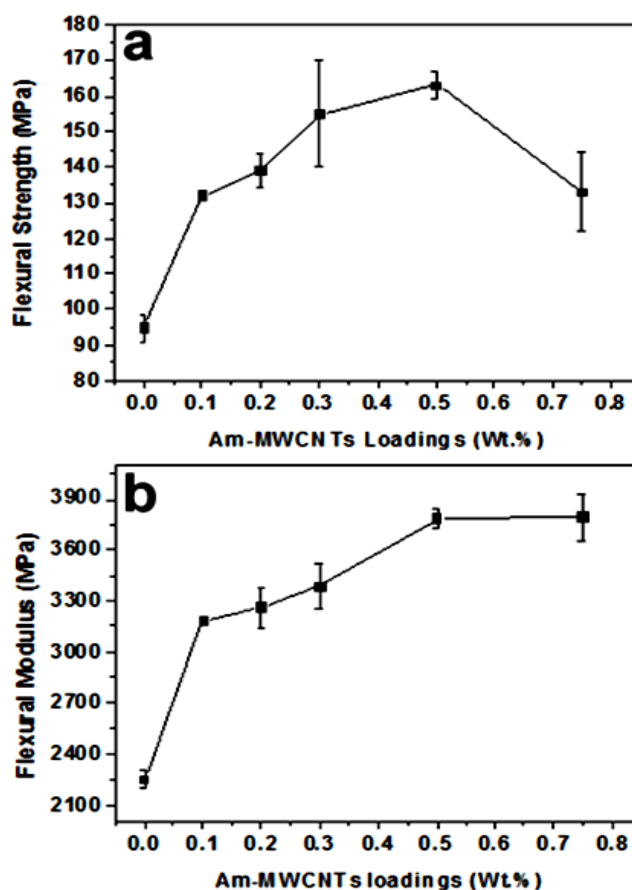 a
180
170
160
150
140
130
120
110
100
90
80
Flexural Strength (MPa)
0.0 0.1 0.2 0.3 0.4 0.5 0.6 0.7 0.8
Am-MWCNTs Loadings (Wt.%)
b
3900
3600
3300
3000
2700
2400
2100
Flexural Modulus (MPa)
0.0 0.1 0.2 0.3 0.4 0.5 0.6 0.7 0.8
Am-MWCNTs loadings (Wt.%)